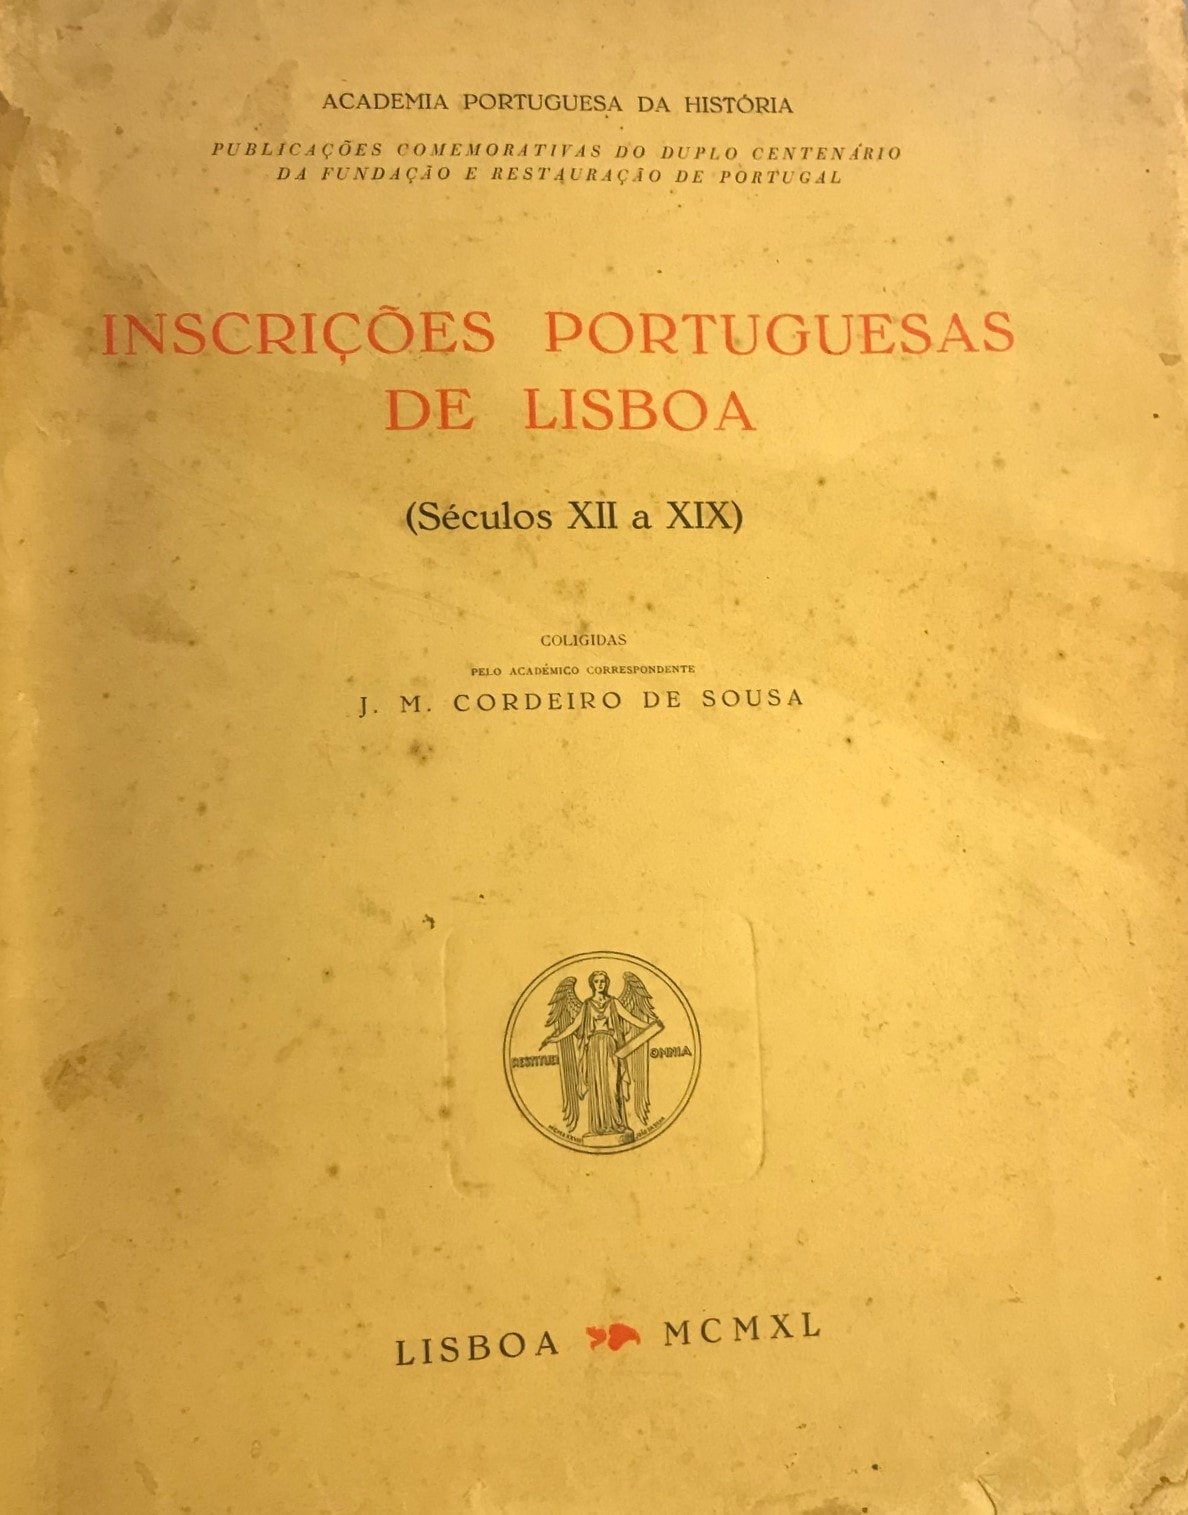 ACADEMIA PORTUGUESA DA HISTÓRIA
PUBLICAÇÕES COMEMORATIVAS DO DUPLO CENTENÁRIO
DA FUNDAÇÃO E RESTAURAÇÃO DE PORTUGAL
INSCRIÇÕES PORTUGUESAS
DE LISBOA
(Séculos XII a XIX)
COLIGIDAS
PELO ACADÉMICO CORRESPONDENTE
J. M. CORDEIRO DE SOUSA
RESTITUET OMNIA
LISBOA MCMXL